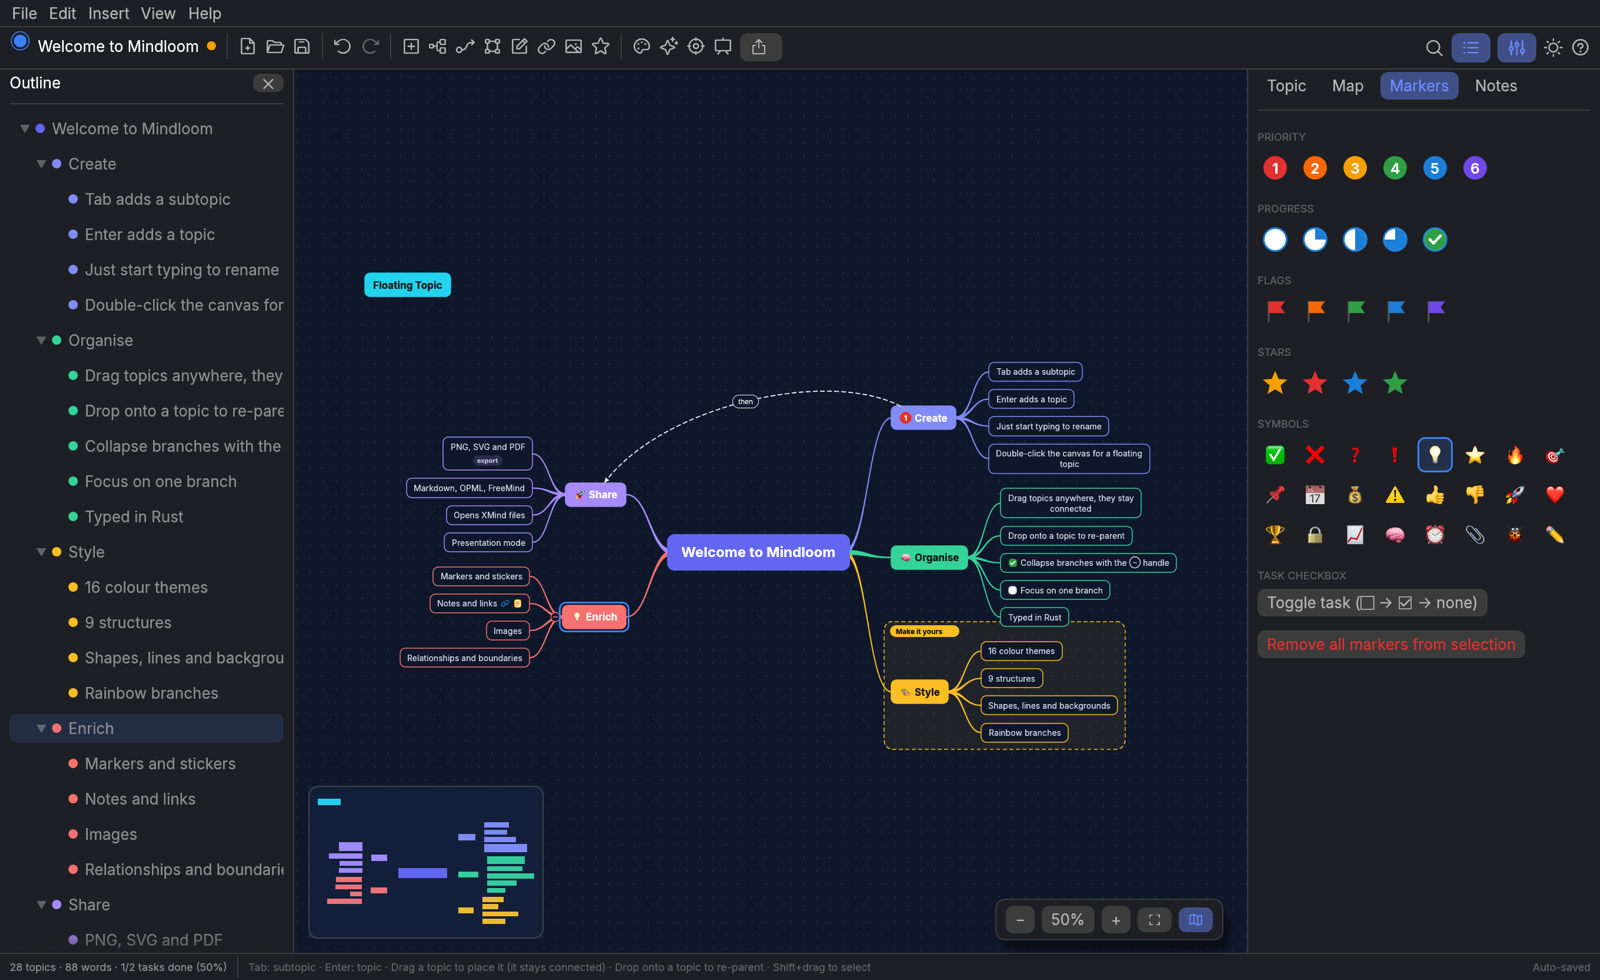 File Edit Insert View Help
Welcome to Mindloom
Outline
Welcome to Mindloom
Create
Tab adds a subtopic
Enter adds a topic
Just start typing to rename
Double-click the canvas for
Organise
Drag topics anywhere, they
Drop onto a topic to re-pare
Collapse branches with the
Focus on one branch
Typed in Rust
Style
16 colour themes
9 structures
Shapes, lines and backgrou
Rainbow branches
Enrich
Markers and stickers
Notes and links
Images
Relationships and boundarie
Share
PNG, SVG and PDF
Floating Topic
then
PNG, SVG and PDF
export
Markdown, OPML, FreeMind
Opens XMind files
Presentation mode
Share
Markers and stickers
Notes and links
Images
Relationships and boundaries
Enrich
Welcome to Mindloom
1 Create
Tab adds a subtopic
Enter adds a topic
Just start typing to rename
Double-click the canvas for a floating
topic
Organise
Drag topics anywhere, they stay
connected
Drop onto a topic to re-parent
Collapse branches with the − handle
Focus on one branch
Typed in Rust
Make it yours
Style
16 colour themes
9 structures
Shapes, lines and backgrounds
Rainbow branches
− 50% +
Topic Map Markers Notes
PRIORITY
1 2 3 4 5 6
PROGRESS
FLAGS
STARS
SYMBOLS
17
TASK CHECKBOX
Toggle task (☐ → ☑ → none)
Remove all markers from selection
28 topics · 88 words · 1/2 tasks done (50%)
Tab: subtopic · Enter: topic · Drag a topic to place it (it stays connected) · Drop onto a topic to re-parent · Shift+drag to select
Auto-saved